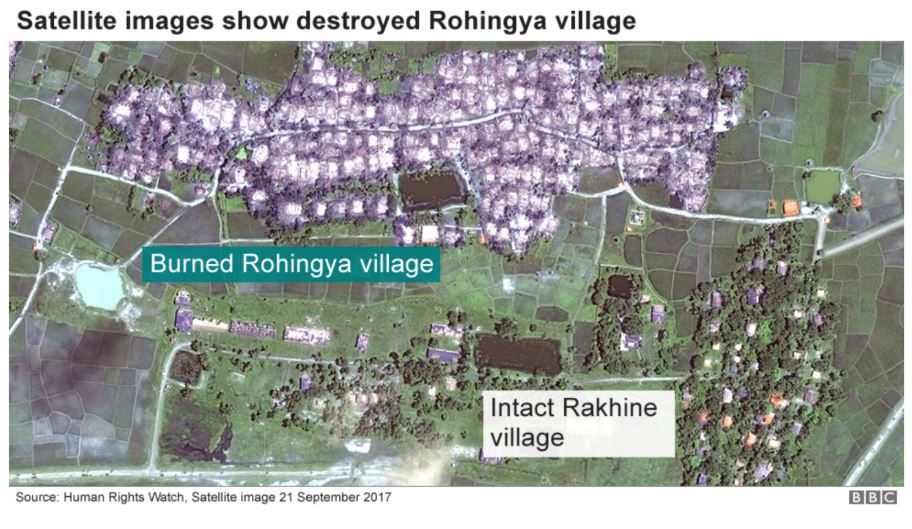 Satellite images show destroyed Rohingya village
Burned Rohingya village
Intact Rakhine
village
Source: Human Rights Watch, Satellite image 21 September 2017
BBC